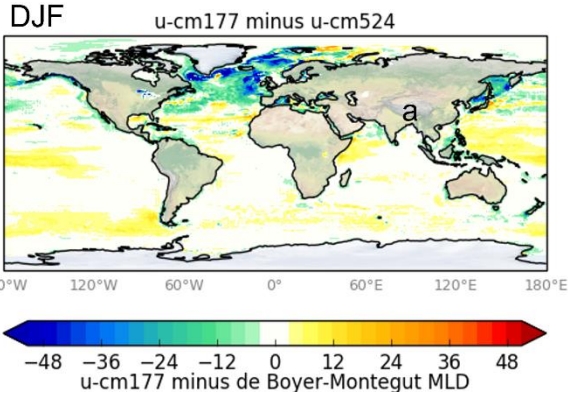 DJF
u-cm177 minus u-cm524
a
0°W 120°W 60°W 0° 60°E 120°E 180°E
−48 −36 −24 −12 0 12 24 36 48
u-cm177 minus de Boyer-Montegut MLD